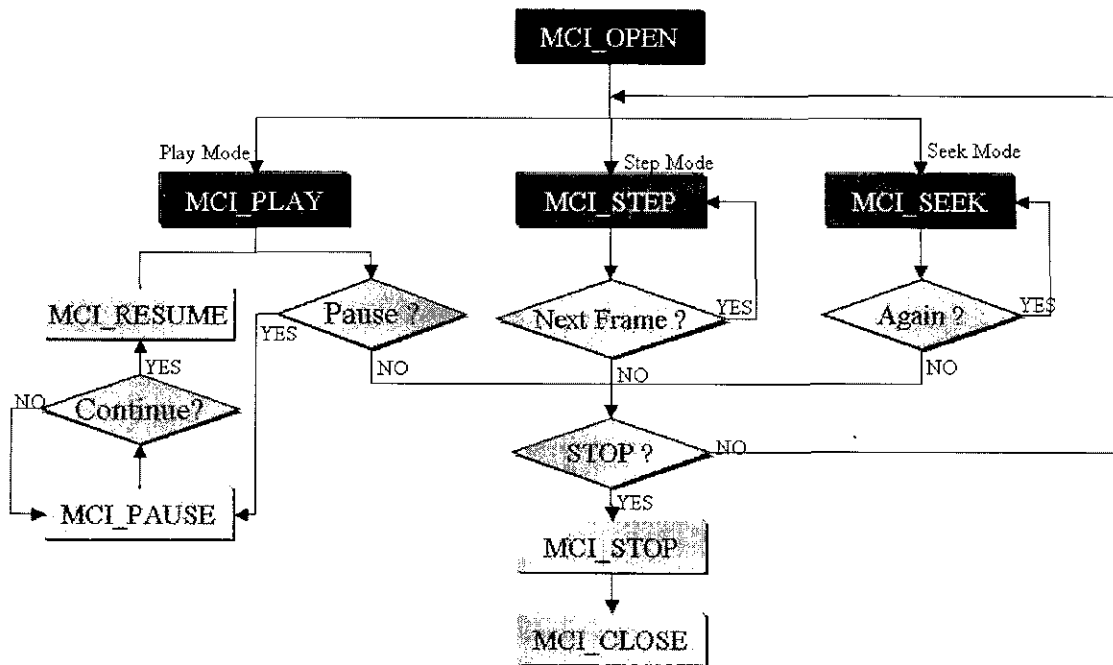 MCI_OPEN
Play Mode
Step Mode
Seek Mode
MCI_PLAY
MCI_STEP
MCI_SEEK
MCI_RESUME
YES
Pause ?
Next Frame ?
YES
Again ?
YES
YES
NO
NO
NO
NO
Continue?
STOP ?
NO
MCI_PAUSE
YES
MCI_STOP
MCI_CLOSE